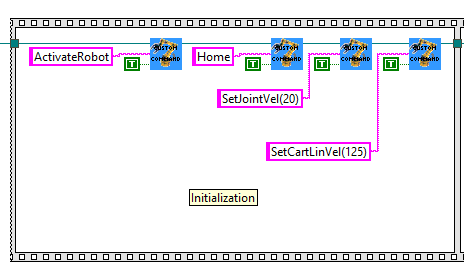 ActivateRobot
T
CUSTOM
COMMAND
Home
T
CUSTOM
COMMAND
T
CUSTOM
COMMAND
T
CUSTOM
COMMAND
SetJointVel(20)
SetCartLinVel(125)
Initialization